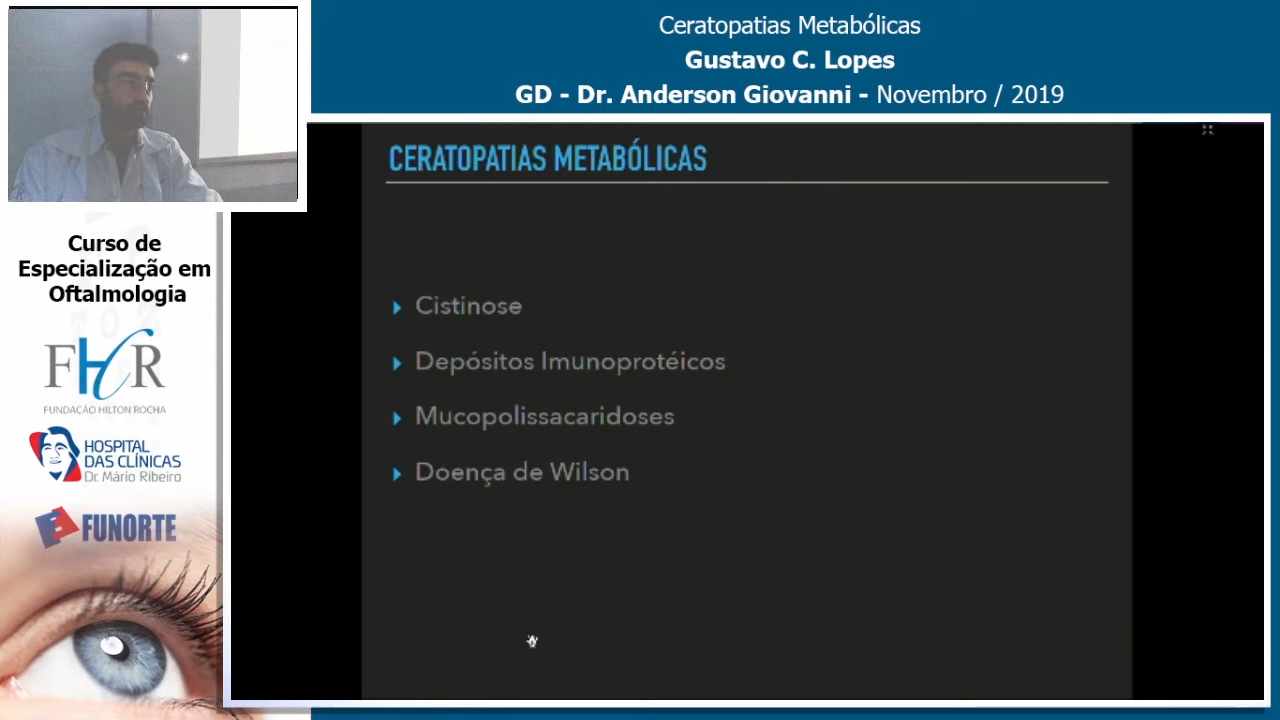 Ceratopatias Metabólicas
Gustavo C. Lopes
GD - Dr. Anderson Giovanni - Novembro / 2019
CERATOPATIAS METABÓLICAS
Cistinose
Depósitos Imunoprotéicos
Mucopolissacaridoses
Doença de Wilson
Curso de
Especialização em
Oftalmologia
FHR
FUNDAÇÃO HILTON ROCHA
HOSPITAL
DAS CLÍNICAS
Dr. Mário Ribeiro
FUNORTE